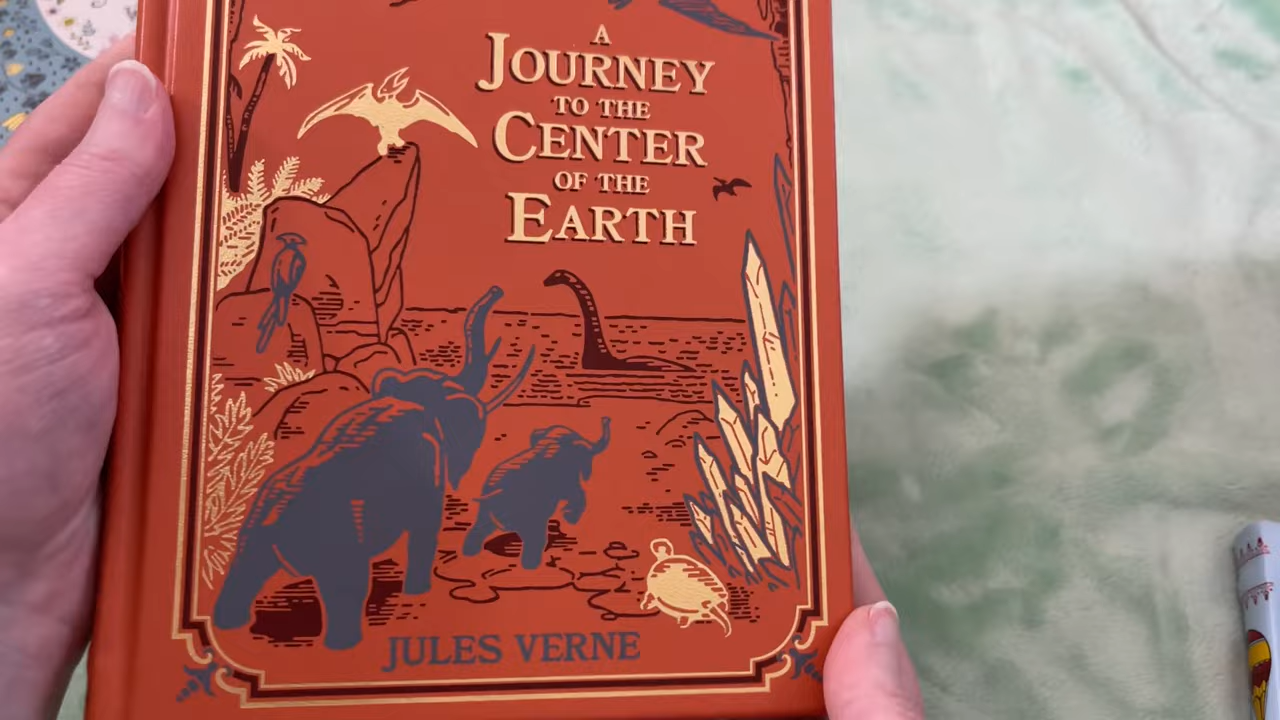 A
JOURNEY
TO THE
CENTER
OF THE
EARTH
JULES VERNE